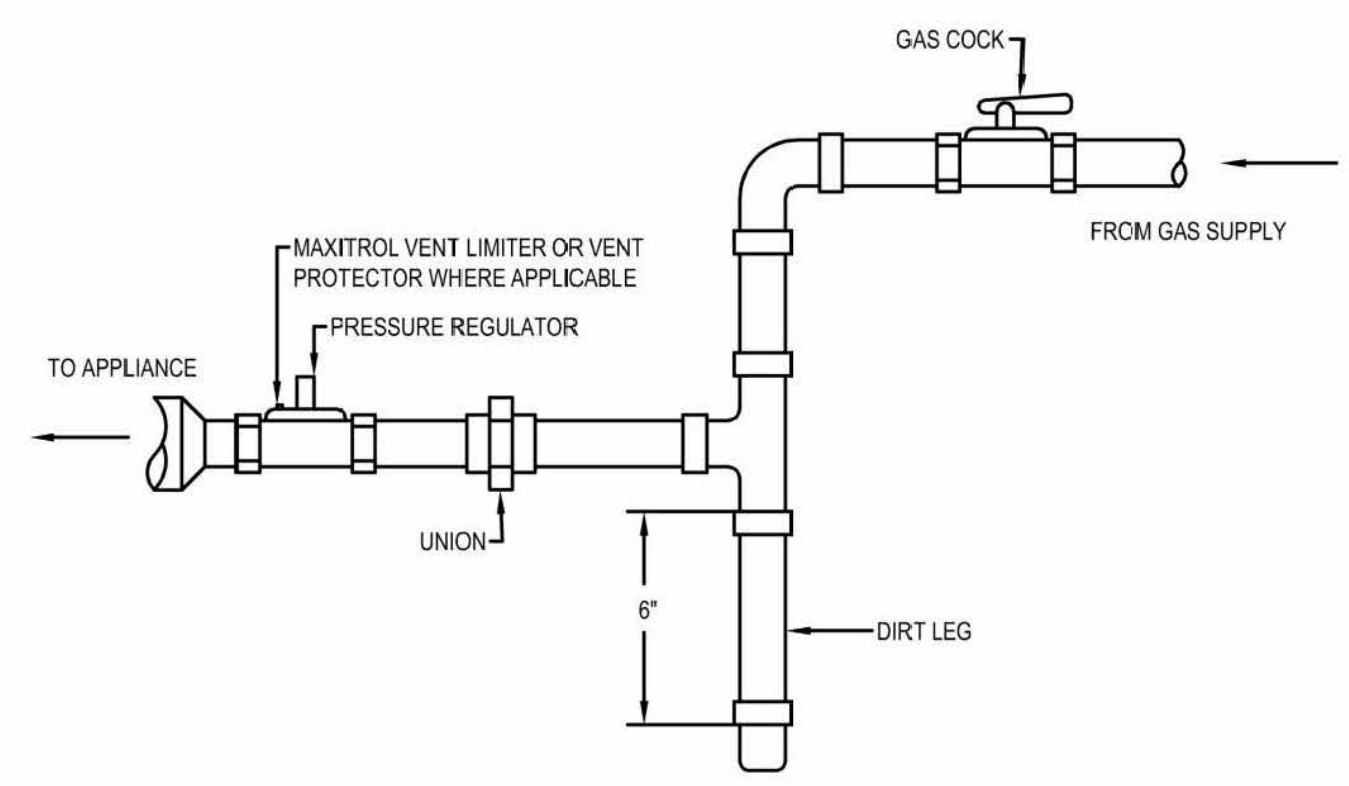 GAS COCK
FROM GAS SUPPLY
MAXITROL VENT LIMITER OR VENT
PROTECTOR WHERE APPLICABLE
PRESSURE REGULATOR
TO APPLIANCE
UNION
6"
DIRT LEG